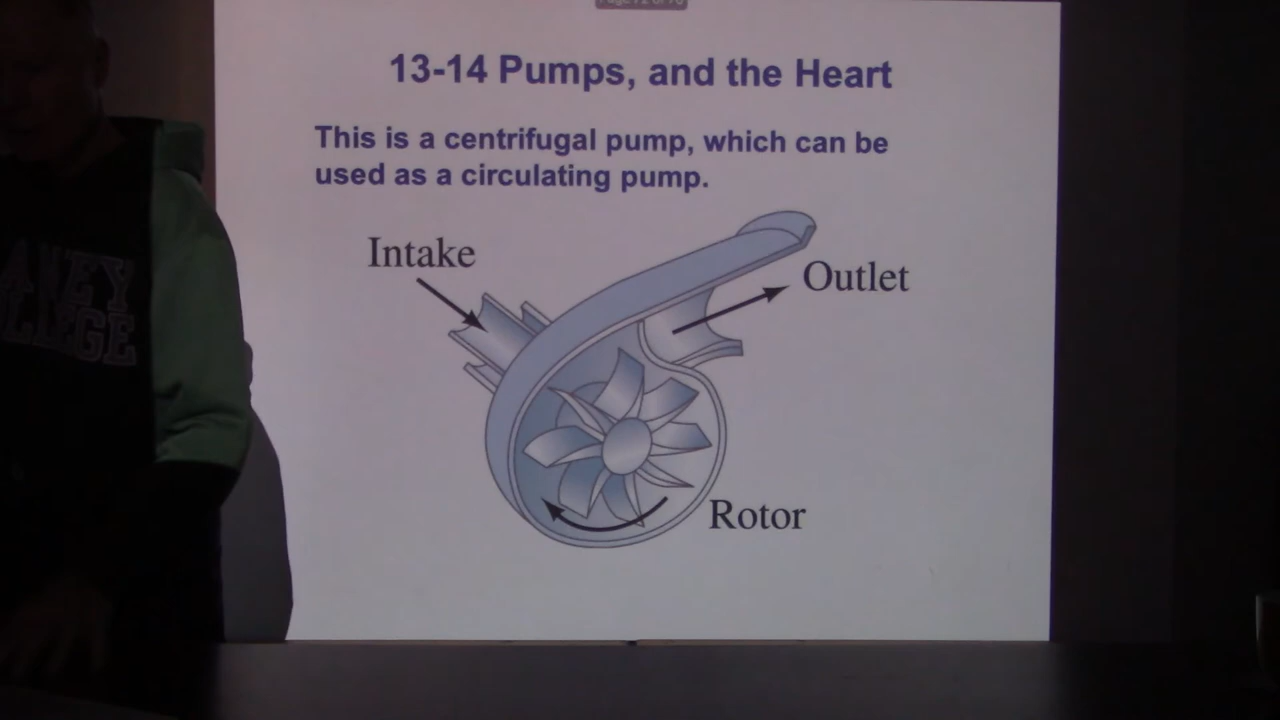 13-14 Pumps, and the Heart
This is a centrifugal pump, which can be
used as a circulating pump.
Intake
Outlet
Rotor